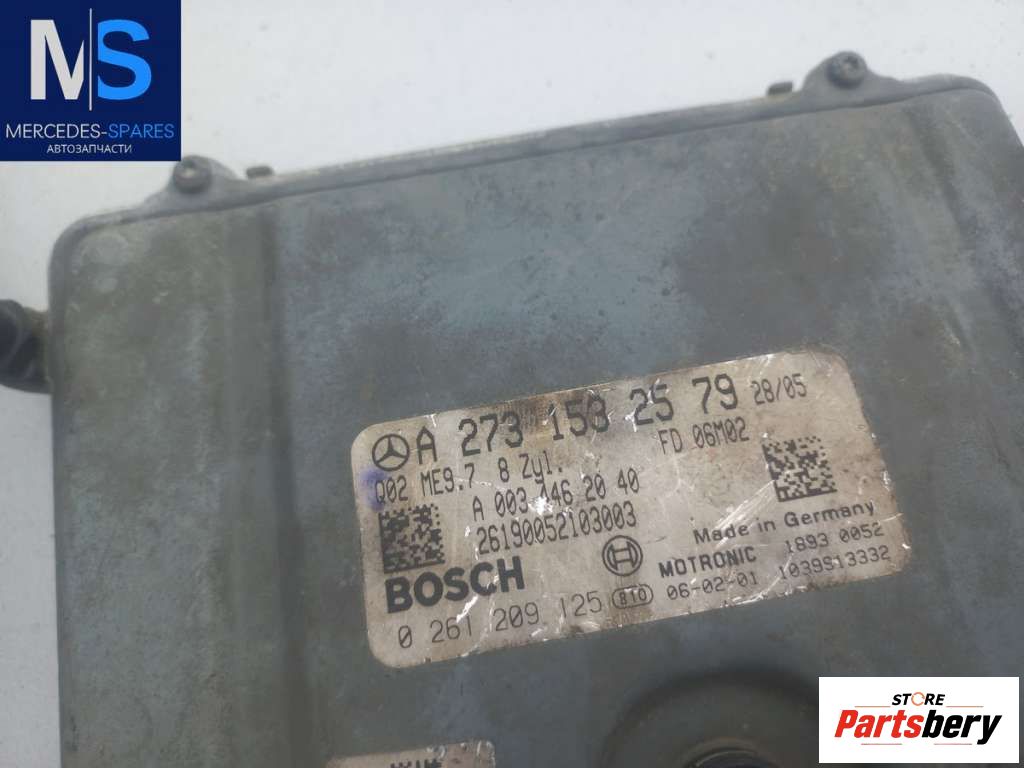 M|S
MERCEDES-SPARES
АВТОЗАПЧАСТИ
A 273 153 25 79 28/05
Q02 ME9.7 8 Zyl. FD 06M02
A 003 446 20 40
26190052103003
Made in Germany
BOSCH MOTRONIC 1893 0052
0 261 209 125 810 06-02-01 1039S13332
STORE
Partsbery